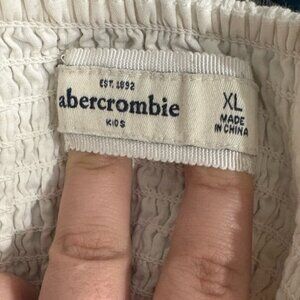 EST. 1892
abercrombie
KIDS
XL
MADE
IN CHINA